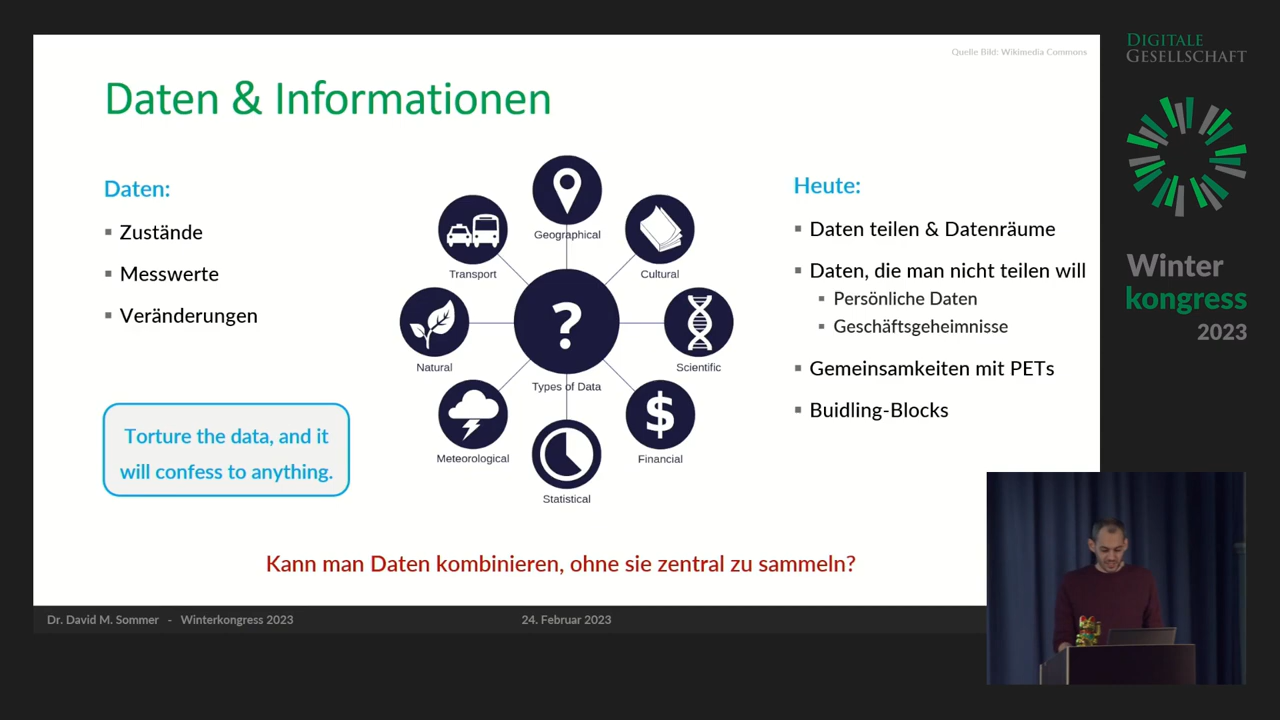 Quelle Bild: Wikimedia Commons
Daten & Informationen
Daten:
Zustände
Messwerte
Veränderungen
Torture the data, and it
will confess to anything.
Geographical
Transport
Cultural
Natural
Scientific
?
Types of Data
Meteorological
$
Financial
Statistical
Heute:
Daten teilen & Datenräume
Daten, die man nicht teilen will
Persönliche Daten
Geschäftsgeheimnisse
Gemeinsamkeiten mit PETs
Buidling-Blocks
Kann man Daten kombinieren, ohne sie zentral zu sammeln?
Dr. David M. Sommer - Winterkongress 2023
24. Februar 2023
DIGITALE
GESELLSCHAFT
Winter
kongress
2023